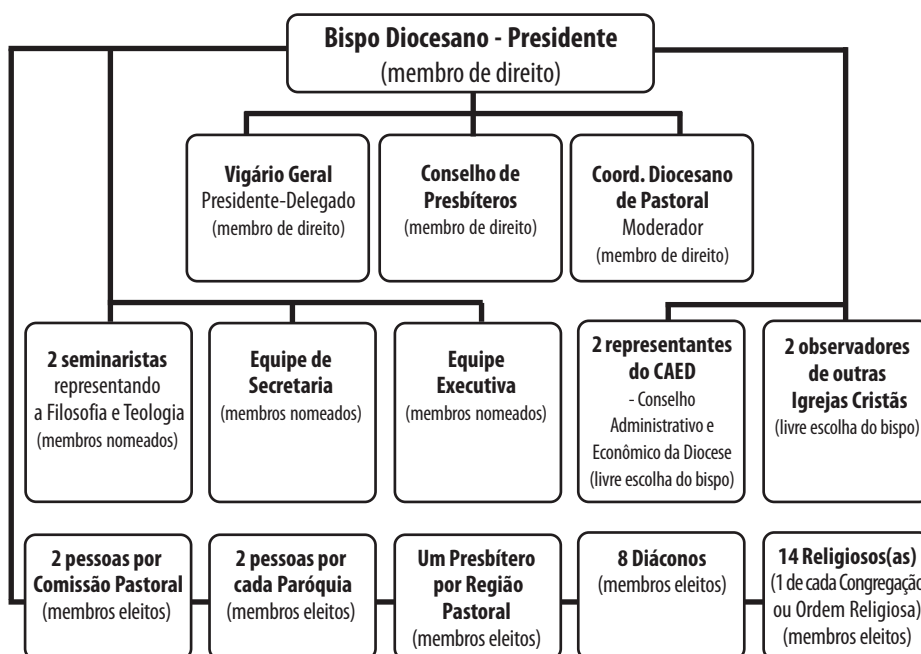 Bispo Diocesano - Presidente
(membro de direito)
Vigário Geral
Presidente-Delegado
(membro de direito)
Conselho de
Presbíteros
(membro de direito)
Coord. Diocesano
de Pastoral
Moderador
(membro de direito)
2 seminaristas
representando
a Filosofia e Teologia
(membros nomeados)
Equipe de
Secretaria
(membros nomeados)
Equipe
Executiva
(membros nomeados)
2 representantes
do CAED
- Conselho
Administrativo e
Econômico da Diocese
(livre escolha do bispo)
2 observadores
de outras
Igrejas Cristãs
(livre escolha do bispo)
2 pessoas por
Comissão Pastoral
(membros eleitos)
2 pessoas por
cada Paróquia
(membros eleitos)
Um Presbítero
por Região
Pastoral
(membros eleitos)
8 Diáconos
(membros eleitos)
14 Religiosos(as)
(1 de cada Congregação
ou Ordem Religiosa)
(membros eleitos)